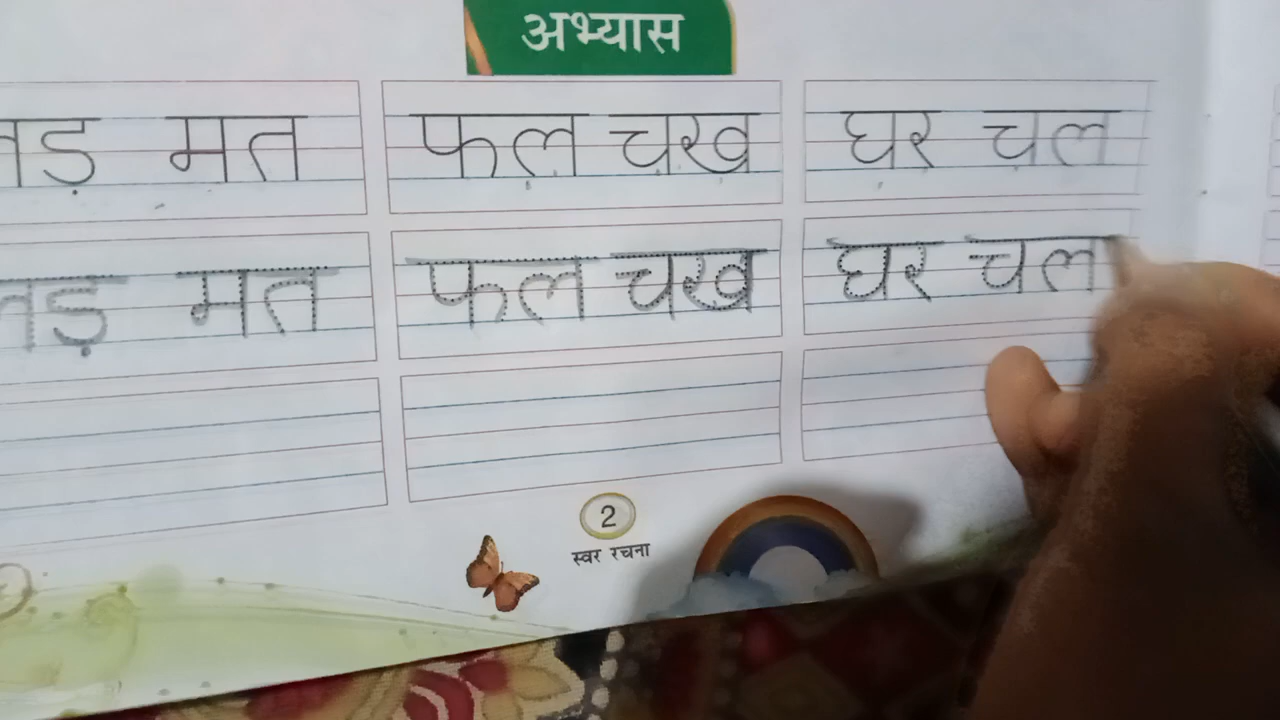 अभ्यास
मत फल चख घर चल
मत फल चख घर चल
2
स्वर रचना